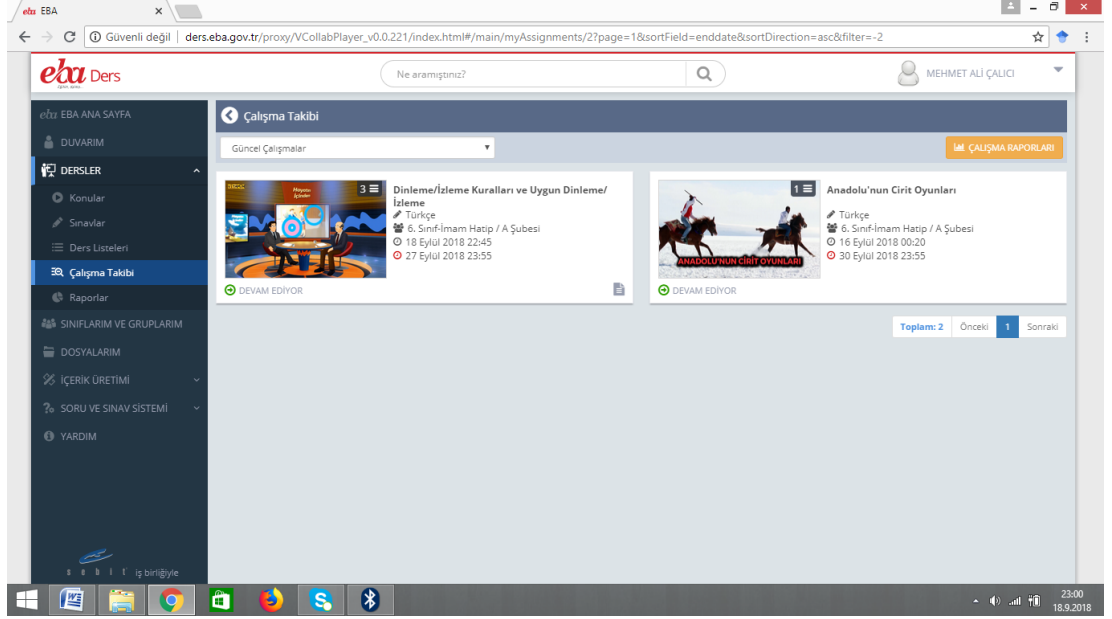 eba EBA
Güvenli değil
ders.eba.gov.tr/proxy/VCollabPlayer_v0.0.221/index.html#/main/myAssignments/2?page=1&sortField=enddate&sortDirection=asc&filter=-2
eba Ders
Ne aramıştınız?
MEHMET ALİ ÇALICI
eba EBA ANA SAYFA
DUVARIM
DERSLER
Konular
Sınavlar
Ders Listeleri
Çalışma Takibi
Raporlar
SINIFLARIM VE GRUPLARIM
DOSYALARIM
İÇERİK ÜRETİMİ
SORU VE SINAV SİSTEMİ
YARDIM
sebit iş birliğiyle
Çalışma Takibi
Güncel Çalışmalar
ÇALIŞMA RAPORLARI
3
Dinleme/İzleme Kuralları ve Uygun Dinleme/
İzleme
Türkçe
6. Sınıf-İmam Hatip / A Şubesi
18 Eylül 2018 22:45
27 Eylül 2018 23:55
DEVAM EDİYOR
1
ANADOLU'NUN CİRİT OYUNLARI
Anadolu'nun Cirit Oyunları
Türkçe
6. Sınıf-İmam Hatip / A Şubesi
16 Eylül 2018 00:20
30 Eylül 2018 23:55
DEVAM EDİYOR
Toplam: 2 Önceki 1 Sonraki
23:00
18.9.2018